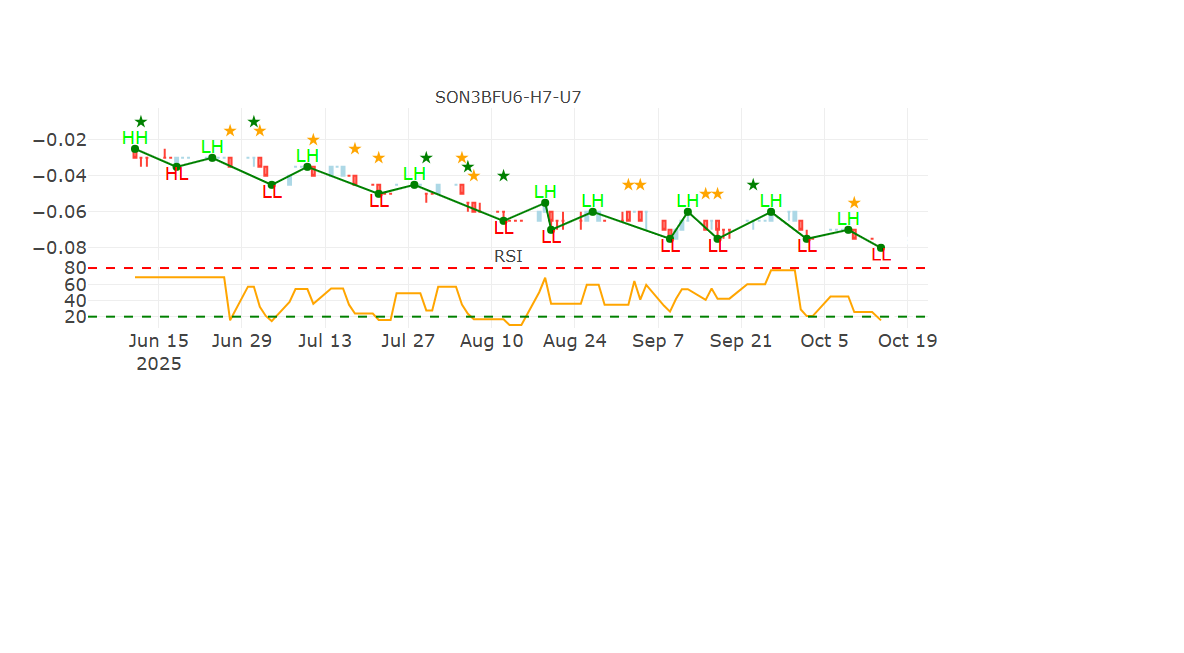 SON3BFU6-H7-U7
−0.02
−0.04
−0.06
−0.08
HH
HL
LH
LL
LH
LL
LH
LL
LH
LL
LH
LL
LH
LL
LH
LL
LH
LL
RSI
80
60
40
20
Jun 15 Jun 29 Jul 13 Jul 27 Aug 10 Aug 24 Sep 7 Sep 21 Oct 5 Oct 19
2025